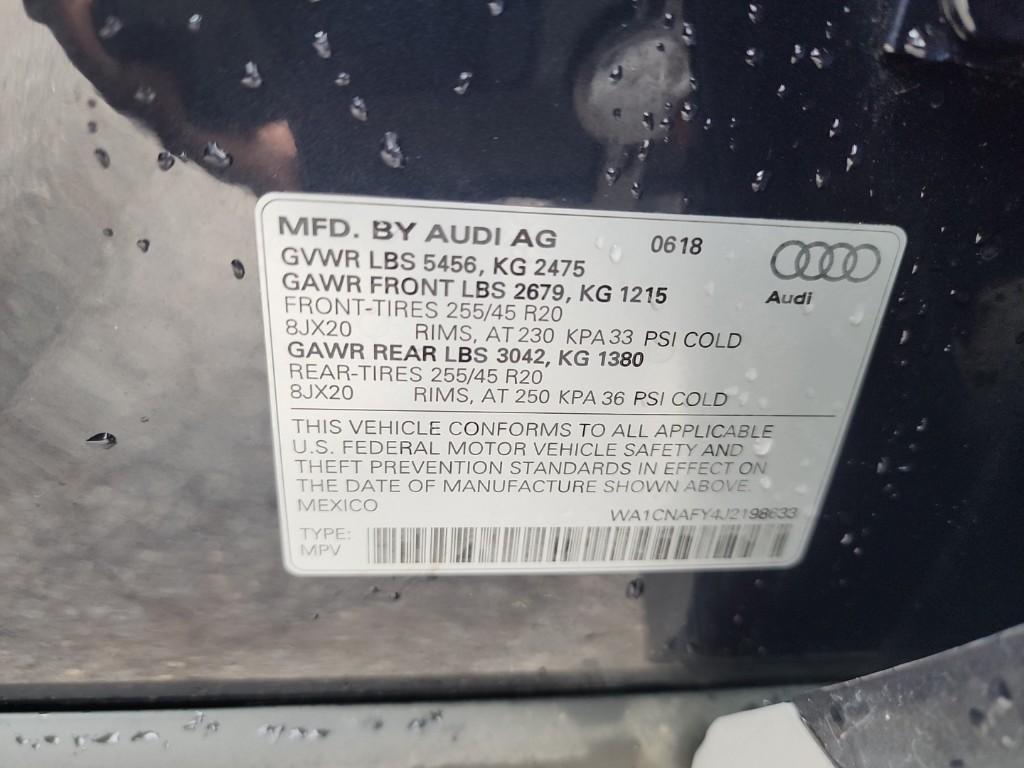 MFD. BY AUDI AG 0618
GVWR LBS 5456, KG 2475
GAWR FRONT LBS 2679, KG 1215
Audi
FRONT-TIRES 255/45 R20
8JX20 RIMS, AT 230 KPA 33 PSI COLD
GAWR REAR LBS 3042, KG 1380
REAR-TIRES 255/45 R20
8JX20 RIMS, AT 250 KPA 36 PSI COLD
THIS VEHICLE CONFORMS TO ALL APPLICABLE
U.S. FEDERAL MOTOR VEHICLE SAFETY AND
THEFT PREVENTION STANDARDS IN EFFECT ON
THE DATE OF MANUFACTURE SHOWN ABOVE.
MEXICO
WA1CNAFY4J2198633
TYPE:
MPV